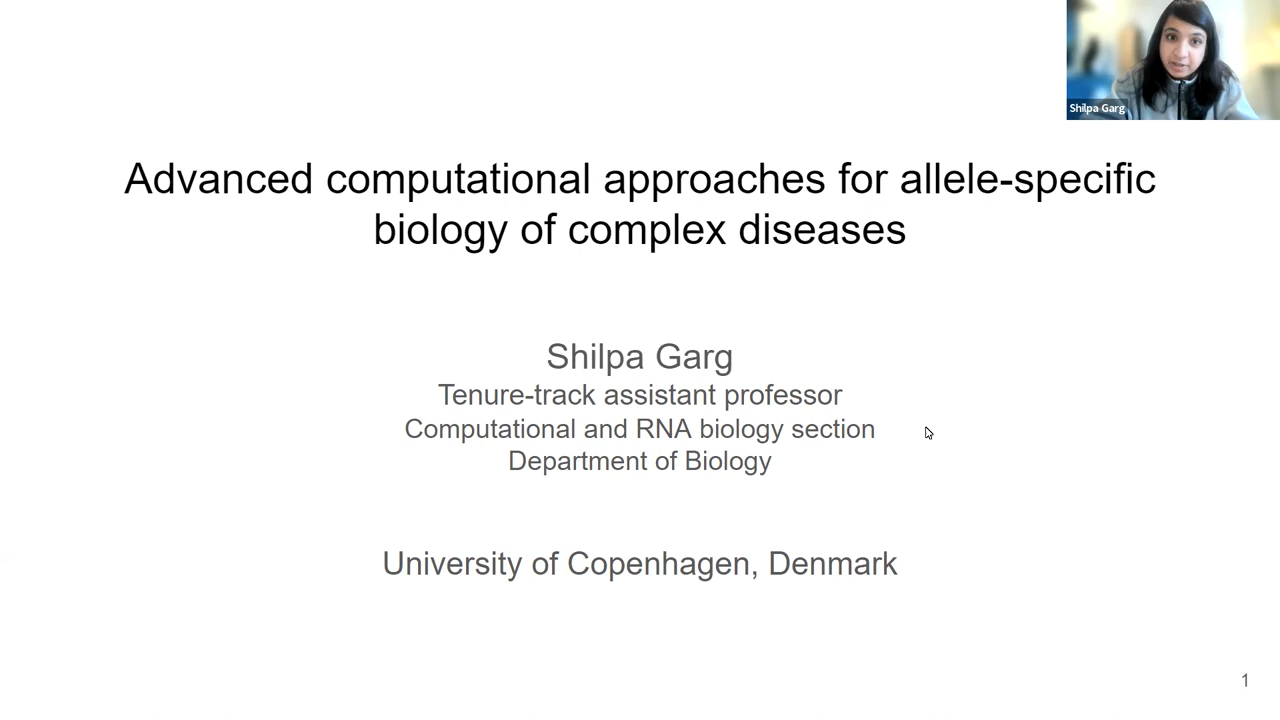 Shilpa Garg
Advanced computational approaches for allele-specific
biology of complex diseases
Shilpa Garg
Tenure-track assistant professor
Computational and RNA biology section
Department of Biology
University of Copenhagen, Denmark
1